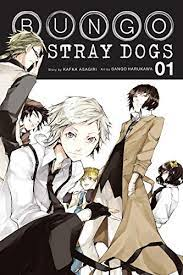 BUNGO
STRAY DOGS 01
Story by KAFKA ASAGIRI Art by SANGO HARUKAWA